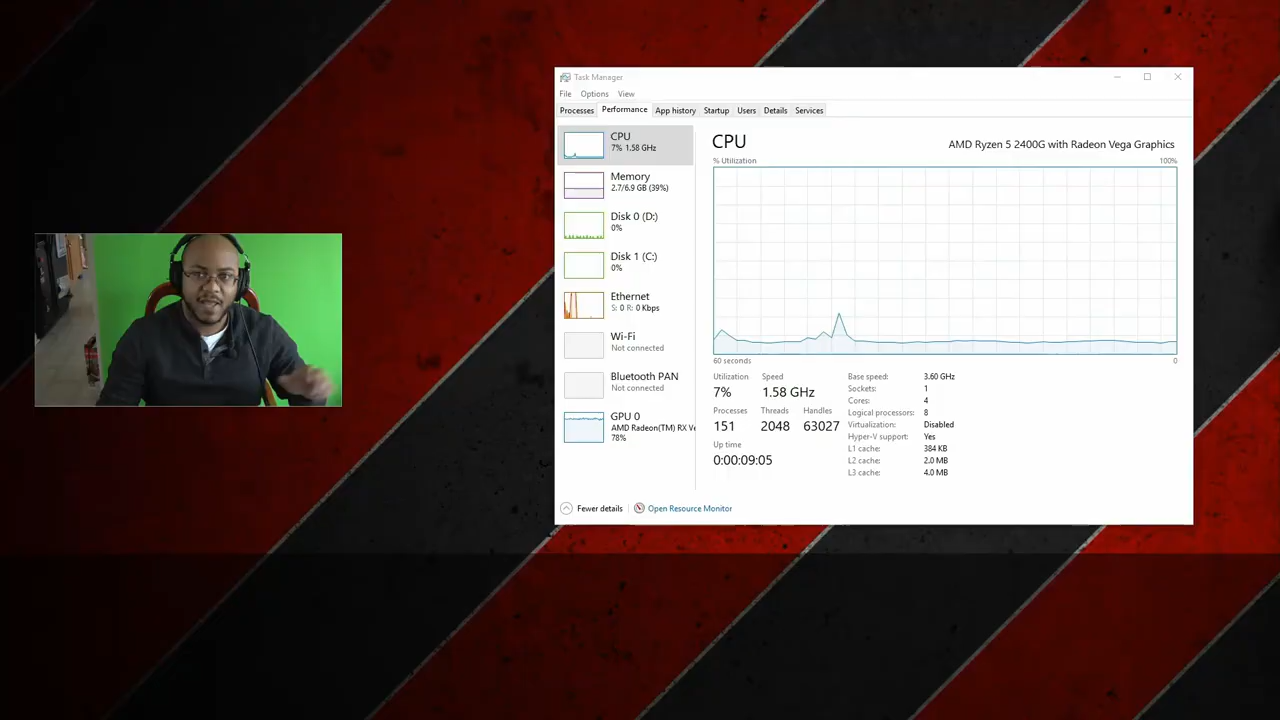 Task Manager
File Options View
Processes Performance App history Startup Users Details Services
CPU
7% 1.58 GHz
Memory
2.7/6.9 GB (39%)
Disk 0 (D:)
0%
Disk 1 (C:)
0%
Ethernet
S: 0 R: 0 Kbps
Wi-Fi
Not connected
Bluetooth PAN
Not connected
GPU 0
AMD Radeon(TM) RX Ve
78%
CPU
AMD Ryzen 5 2400G with Radeon Vega Graphics
% Utilization 100%
60 seconds 0
Utilization Speed
7% 1.58 GHz
Processes Threads Handles
151 2048 63027
Up time
0:00:09:05
Base speed: 3.60 GHz
Sockets: 1
Cores: 4
Logical processors: 8
Virtualization: Disabled
Hyper-V support: Yes
L1 cache: 384 KB
L2 cache: 2.0 MB
L3 cache: 4.0 MB
Fewer details Open Resource Monitor